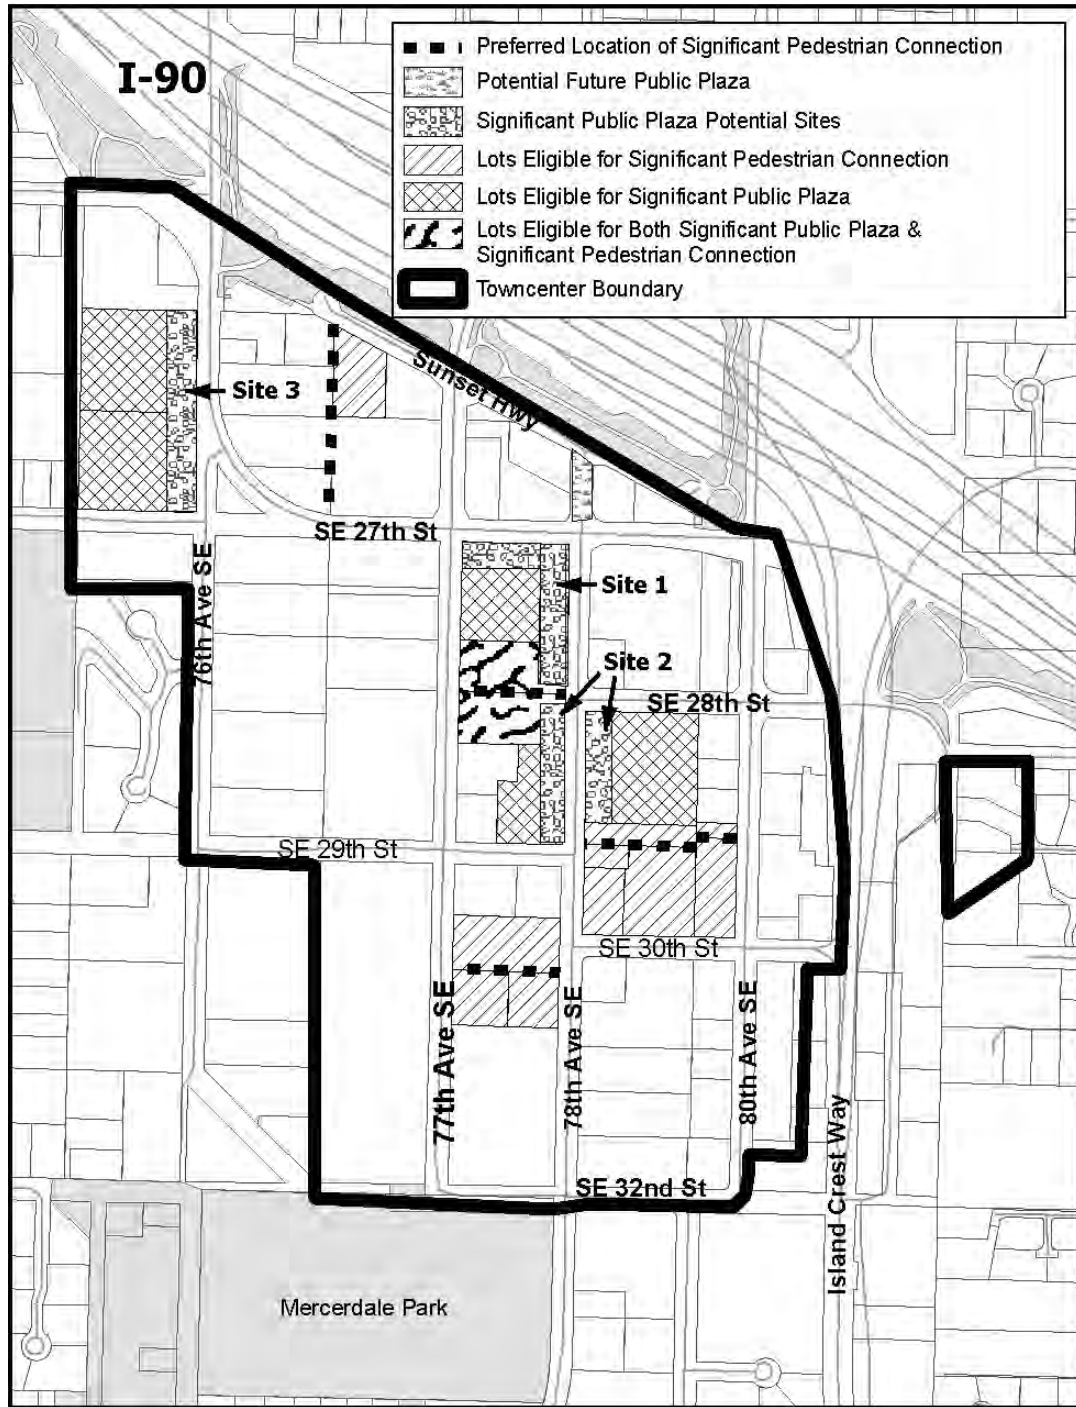 Preferred Location of Significant Pedestrian Connection
I-90
Potential Future Public Plaza
Significant Public Plaza Potential Sites
Lots Eligible for Significant Pedestrian Connection
Lots Eligible for Significant Public Plaza
Lots Eligible for Both Significant Public Plaza &
Significant Pedestrian Connection
Towncenter Boundary
Sunset Hwy
Site 3
SE 27th St
Site 1
76th Ave SE
Site 2
SE 28th St
SE 29th St
SE 30th St
77th Ave SE
78th Ave SE
80th Ave SE
Island Crest Way
SE 32nd St
Mercerdale Park